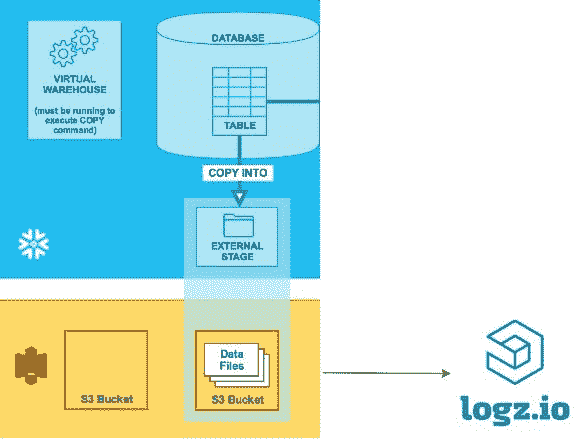 DATABASE
VIRTUAL
WAREHOUSE
(must be running to
execute COPY
command)
TABLE
COPY INTO
EXTERNAL
STAGE
Data
Files
S3 Bucket
S3 Bucket
logz.io